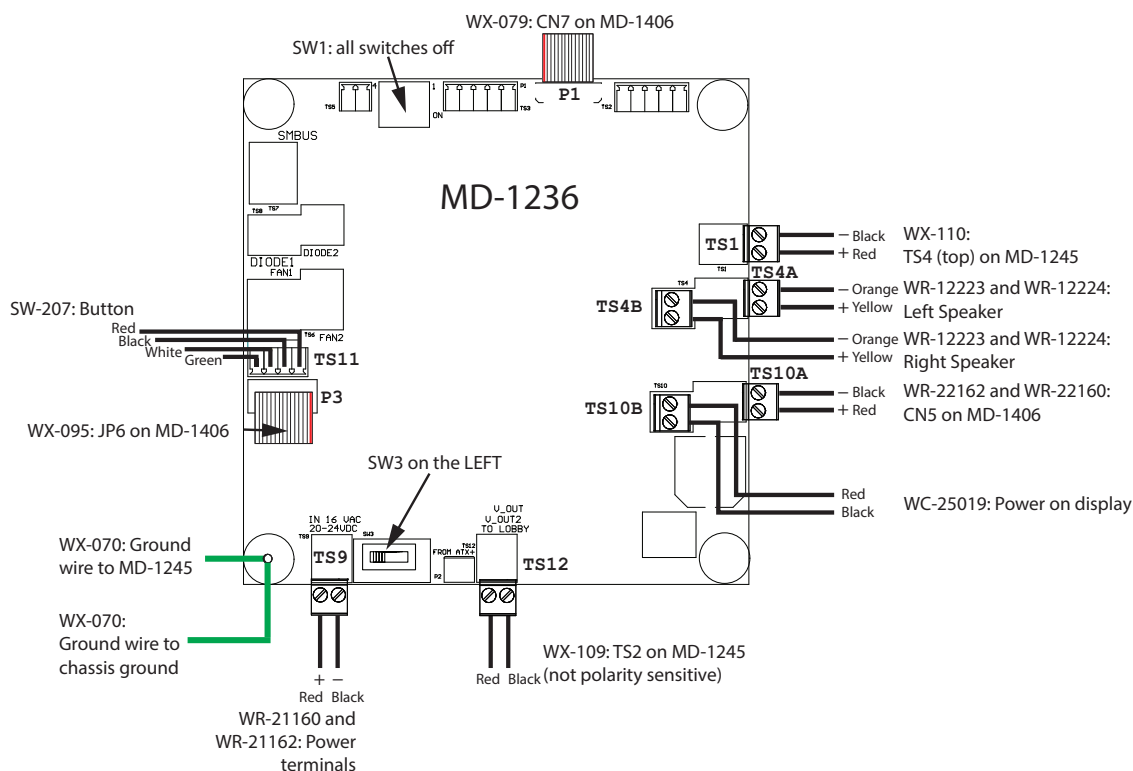 WX-079: CN7 on MD-1406
SW1: all switches off
P1
4
1
P1
TS5
ON
TS3
TS2
SMBUS
MD-1236
TS8
TS7
DIODE2
DIODE1
FAN1
TS1
TS1
− Black
+ Red
WX-110:
TS4 (top) on MD-1245
TS4A
TS4
TS4B
− Orange
+ Yellow
WR-12223 and WR-12224:
Left Speaker
− Orange
+ Yellow
WR-12223 and WR-12224:
Right Speaker
SW-207: Button
Red
Black
White
Green
TS6
FAN2
TS11
P3
TS10A
TS10
TS10B
− Black
+ Red
WR-22162 and WR-22160:
CN5 on MD-1406
WX-095: JP6 on MD-1406
SW3 on the LEFT
Red
Black
WC-25019: Power on display
IN 16 VAC
20-24VDC
TS9
SW3
TS9
V_OUT
V_OUT2
TO LOBBY
TS12
FROM ATX+
P2
TS12
WX-070: Ground
wire to MD-1245
WX-070:
Ground wire to
chassis ground
+ −
Red Black
WR-21160 and
WR-21162: Power
terminals
Red Black
WX-109: TS2 on MD-1245
(not polarity sensitive)